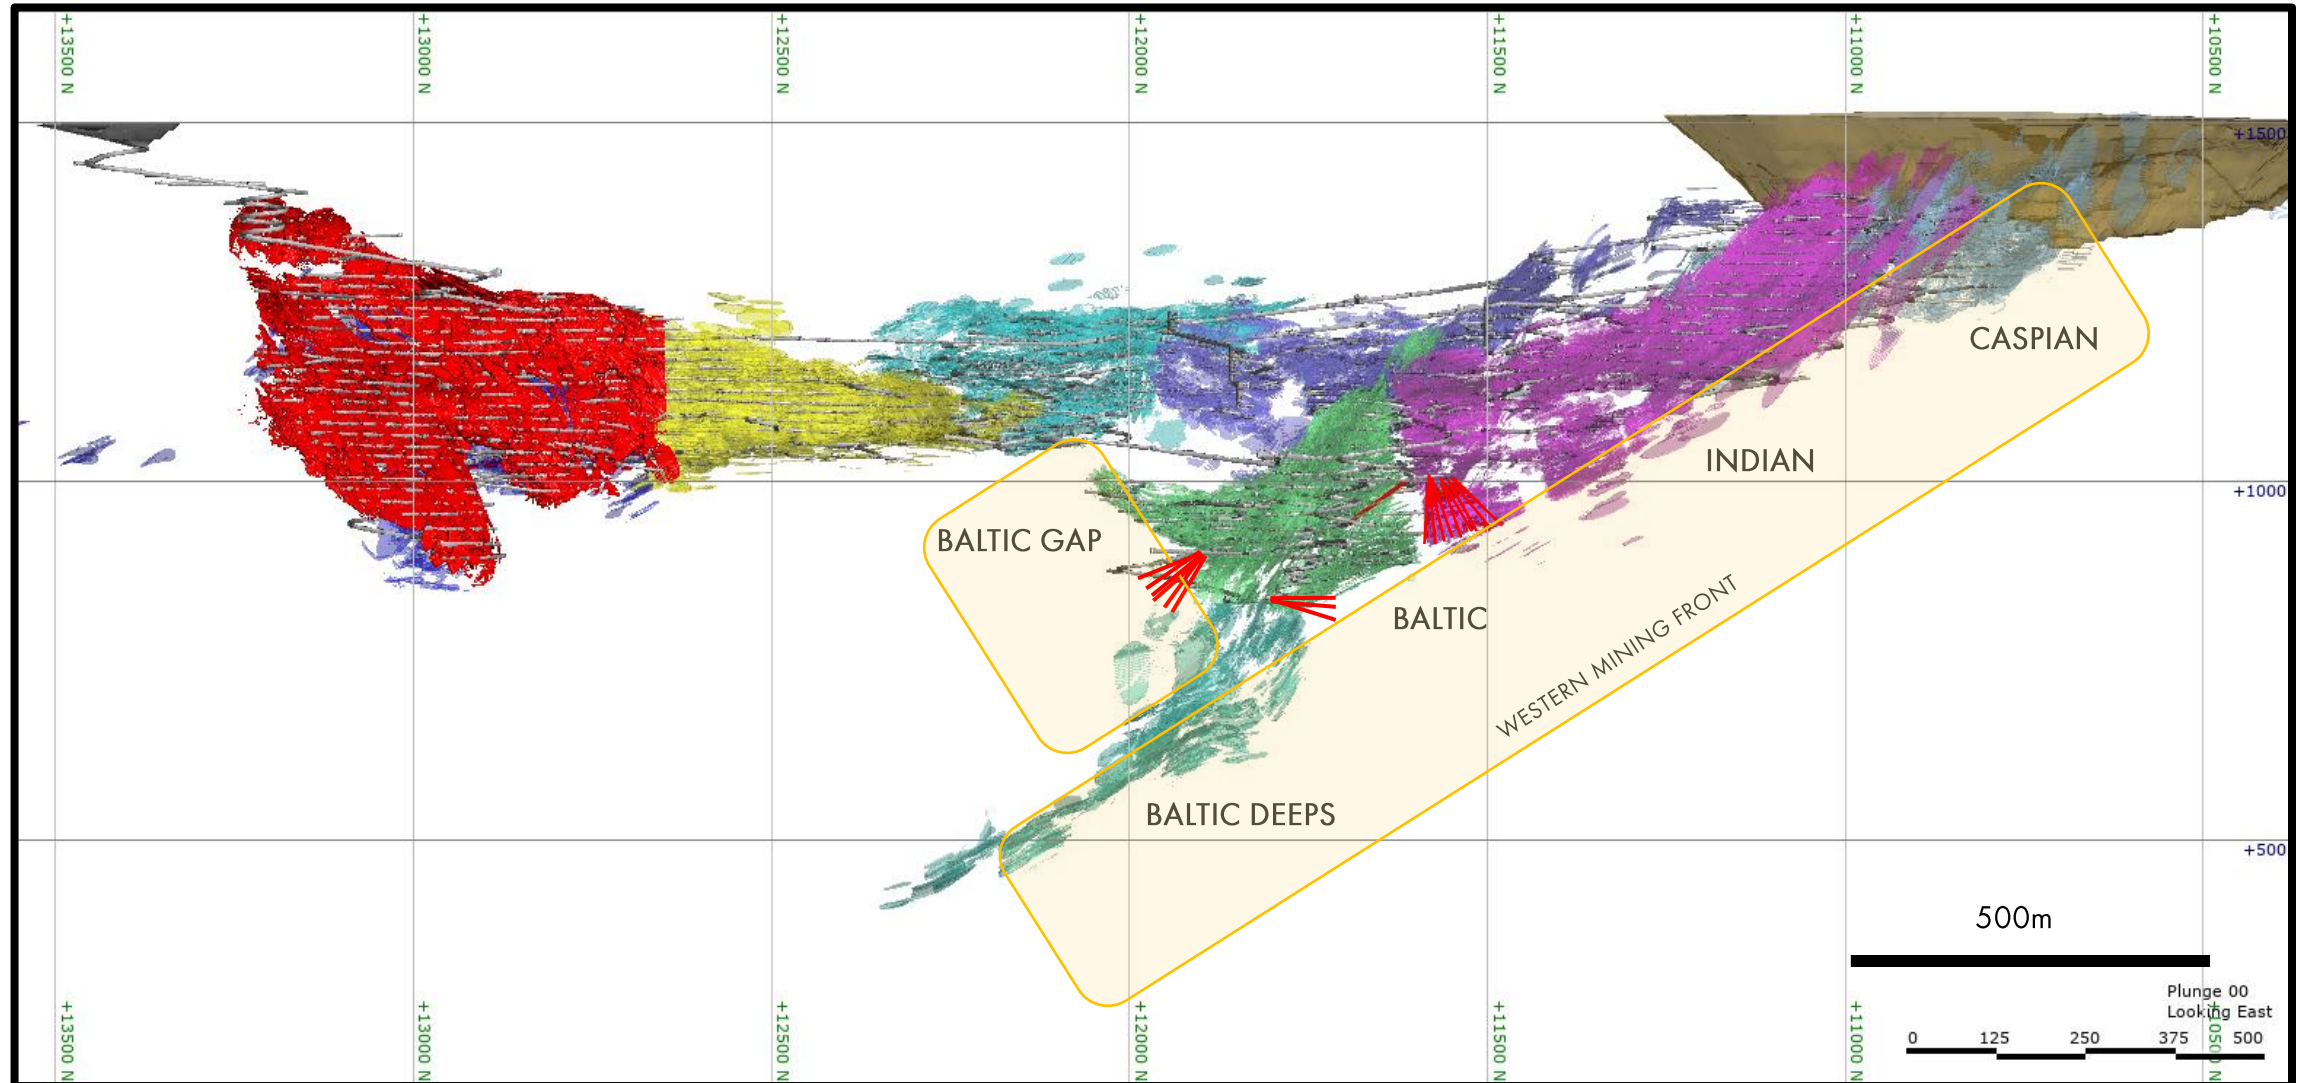 +13500 N
+13000 N
+12500 N
+12000 N
+11500 N
+11000 N
+10500 N
+1500
CASPIAN
INDIAN
+1000
BALTIC GAP
BALTIC
WESTERN MINING FRONT
BALTIC DEEPS
+500
500m
Plunge 00
Looking East
0 125 250 375 500
+13500 N
+13000 N
+12500 N
+12000 N
+11500 N
+11000 N
+10500 N